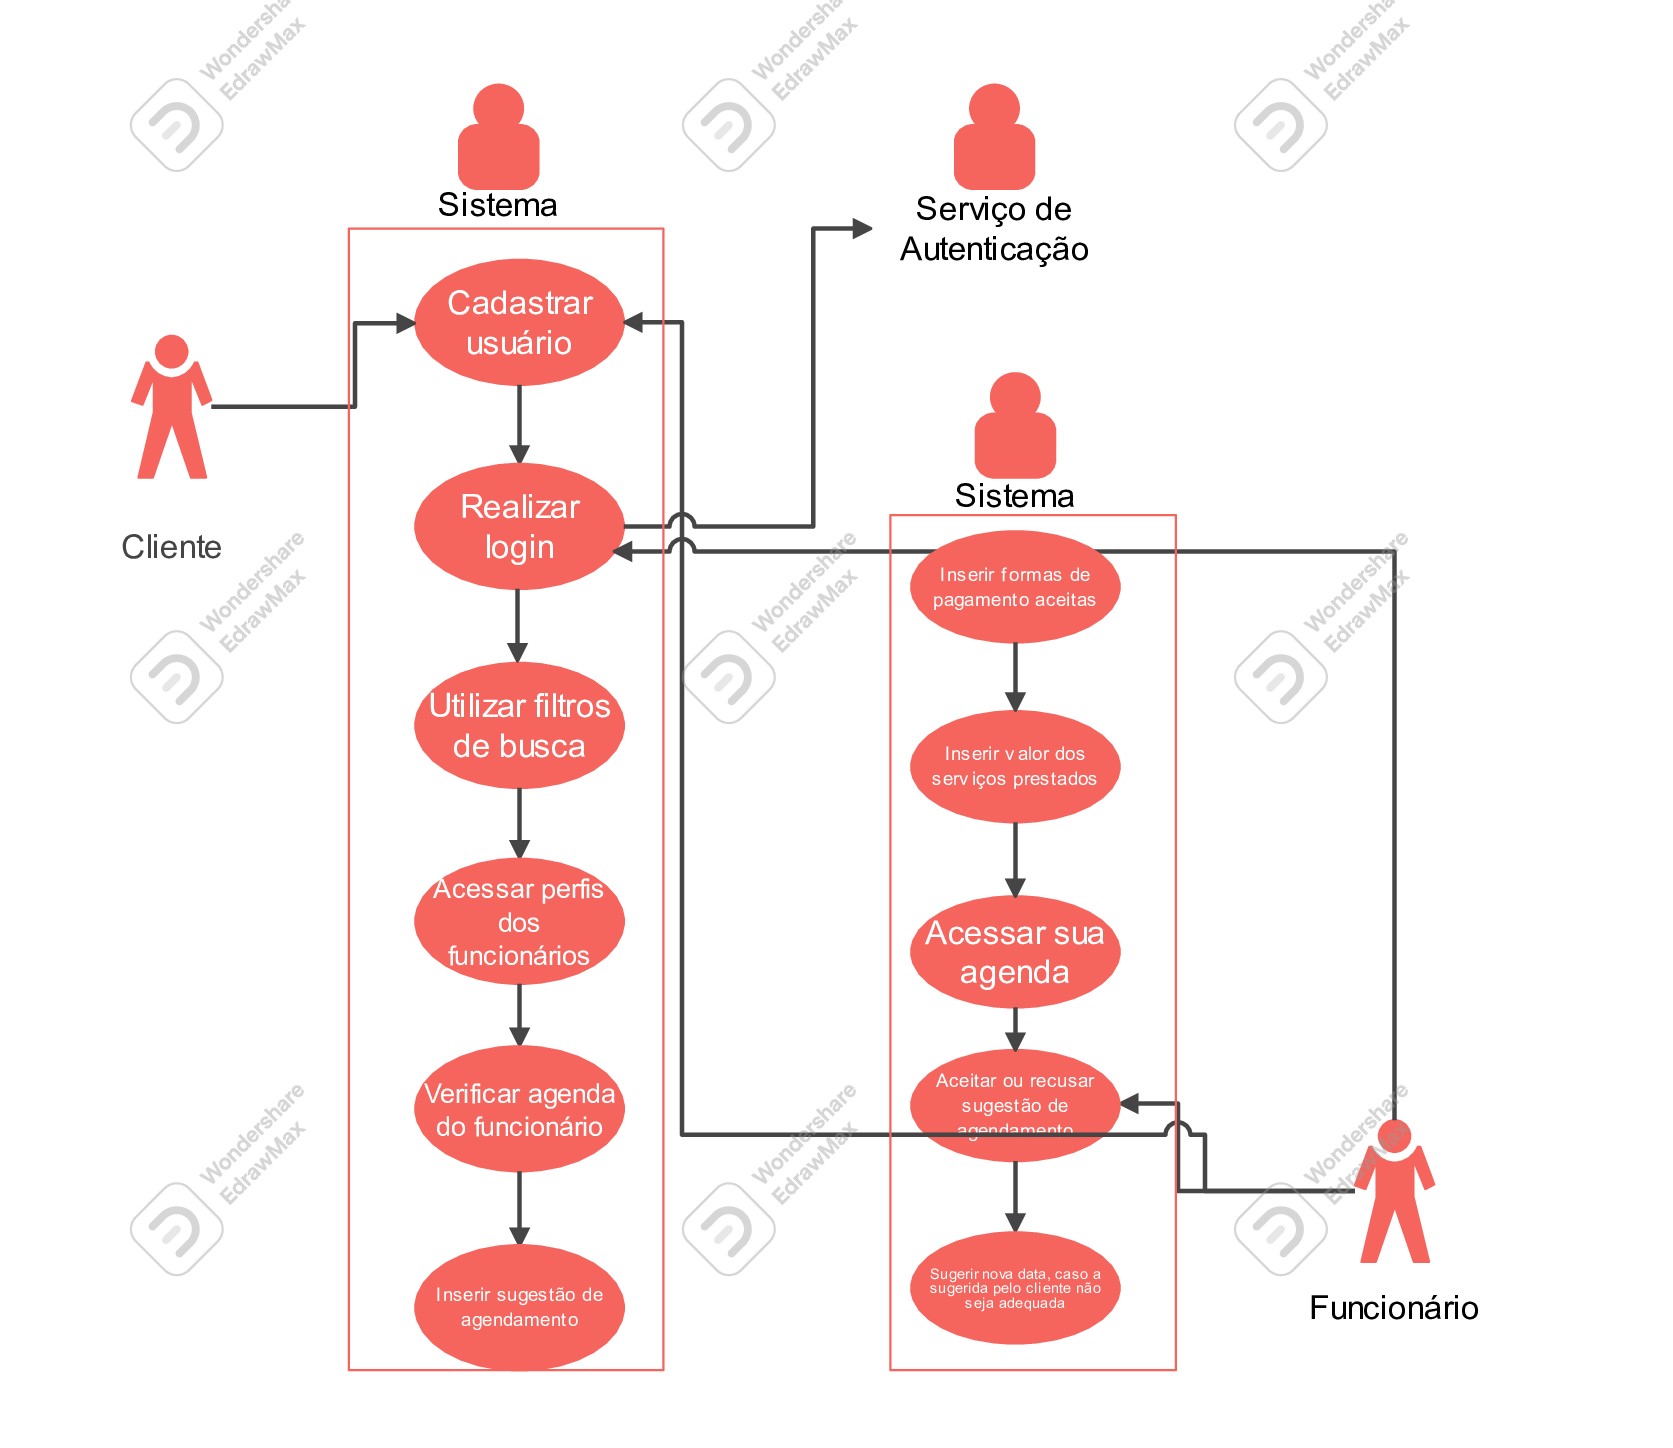 Wondershare
EdrawMax
Wondershare
EdrawMax
Wondershare
EdrawMax
Sistema
Serviço de
Autenticação
Cadastrar
usuário
Cliente
Realizar
login
Sistema
Wondershare
EdrawMax
Wondershare
EdrawMax
Wondershare
EdrawMax
Inserir formas de
pagamento aceitas
Utilizar filtros
de busca
Inserir valor dos
serviços prestados
Acessar perfis
dos
funcionários
Acessar sua
agenda
Verificar agenda
do funcionário
Aceitar ou recusar
sugestão de
agendamento
Wondershare
EdrawMax
Wondershare
EdrawMax
Wondershare
EdrawMax
Inserir sugestão de
agendamento
Sugerir nova data, caso a
sugerida pelo cliente não
seja adequada
Funcionário